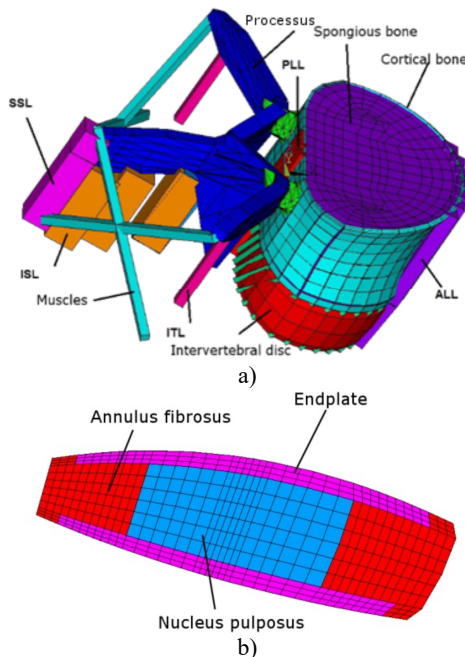 Processus
Spongious bone
PLL
Cortical bone
SSL
ISL
Muscles
ITL
ALL
Intervertebral disc
a)
Endplate
Annulus fibrosus
Nucleus pulposus
b)